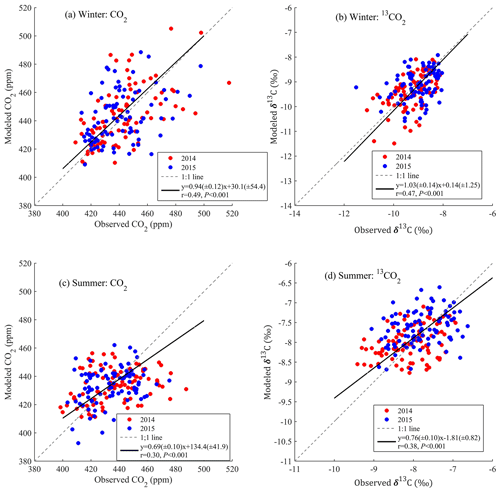 (a) Winter: CO2
Modeled CO2 (ppm)
540
520
500
480
460
440
420
400
380
380 400 420 440 460 480 500 520
Observed CO2 (ppm)
2014
2015
1:1 line
y=0.94(±0.12)x+30.1(±54.4)
r=0.49, P<0.001
(b) Winter: 13CO2
Modeled δ13C (‰)
-6
-7
-8
-9
-10
-11
-12
-13
-14
-14 -12 -10 -8 -6
Observed δ13C (‰)
2014
2015
1:1 line
y=1.03(±0.14)x+0.14(±1.25)
r=0.47, P<0.001
(c) Summer: CO2
Modeled CO2 (ppm)
520
500
480
460
440
420
400
380
380 400 420 440 460 480 500 520
Observed CO2 (ppm)
2014
2015
1;1 line
y=0.69(±0.10)x+134.4(±41.9)
r=0.30, P<0.001
(d) Summer: 13CO2
Modeled δ13C (‰)
-6
-6.5
-7
-7.5
-8
-8.5
-9
-9.5
-10
-10.5
-11
-11 -10 -9 -8 -7 -6
Observed δ13C (‰)
2014
2015
1:1 line
y=0.76(±0.10)x-1.81(±0.82)
r=0.38, P<0.001